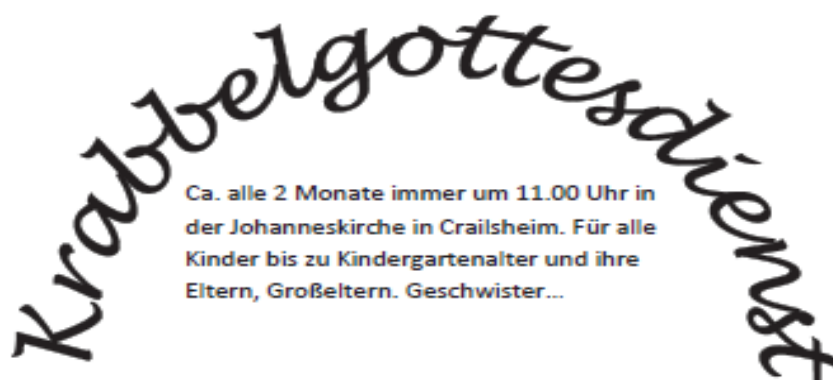 Krabbelgottesdienst
Ca. alle 2 Monate immer um 11.00 Uhr in
der Johanneskirche in Crailsheim. Für alle
Kinder bis zu Kindergartenalter und ihre
Eltern, Großeltern. Geschwister...